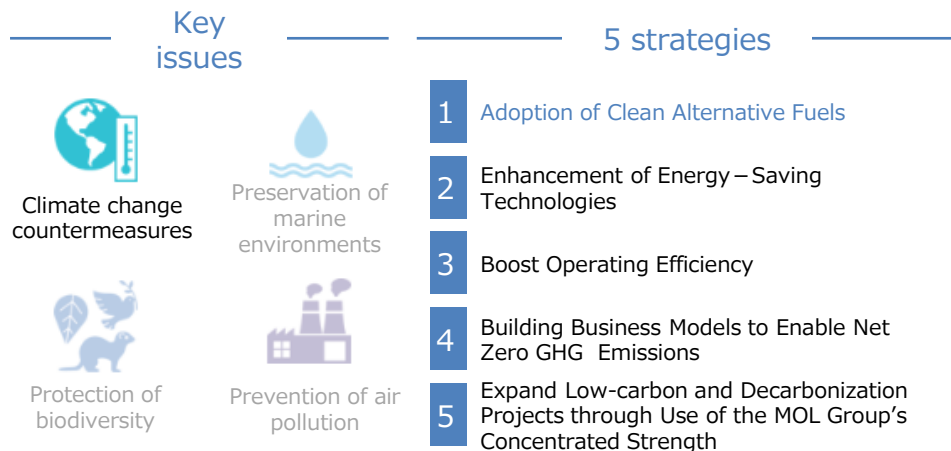 Key
issues
5 strategies
Climate change
countermeasures
Preservation of
marine
environments
Protection of
biodiversity
Prevention of air
pollution
1 Adoption of Clean Alternative Fuels
2 Enhancement of Energy－Saving
Technologies
3 Boost Operating Efficiency
4 Building Business Models to Enable Net
Zero GHG Emissions
5 Expand Low-carbon and Decarbonization
Projects through Use of the MOL Group's
Concentrated Strength